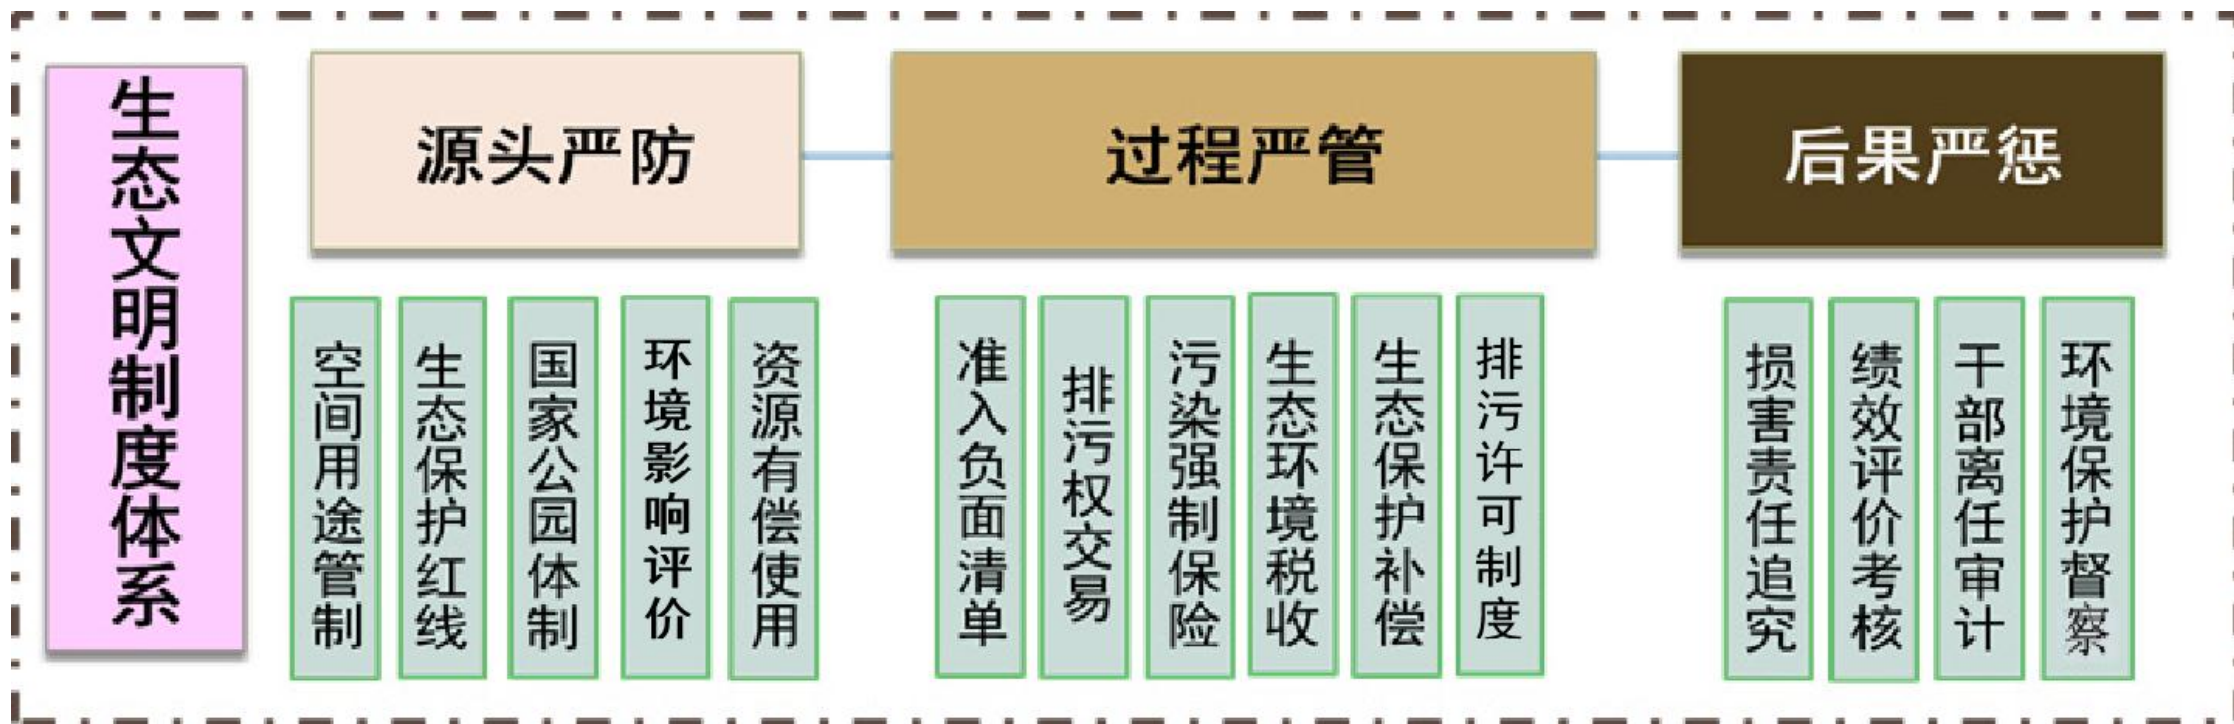 生态文明制度体系
源头严防
过程严管
后果严惩
空间用途管制
生态保护红线
国家公园体制
环境影响评价
资源有偿使用
准入负面清单
排污权交易
污染强制保险
生态环境税收
生态保护补偿
排污许可制度
损害责任追究
绩效评价考核
干部离任审计
环境保护督察